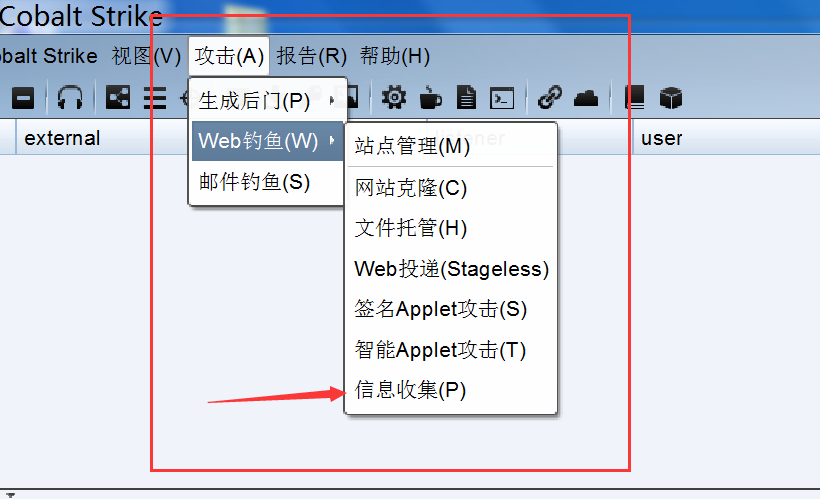 Cobalt Strike
balt Strike 视图(V) 攻击(A) 报告(R) 帮助(H)
生成后门(P)
external
Web钓鱼(W)
user
站点管理(M)
邮件钓鱼(S)
网站克隆(C)
文件托管(H)
Web投递(Stageless)
签名Applet攻击(S)
智能Applet攻击(T)
信息收集(P)